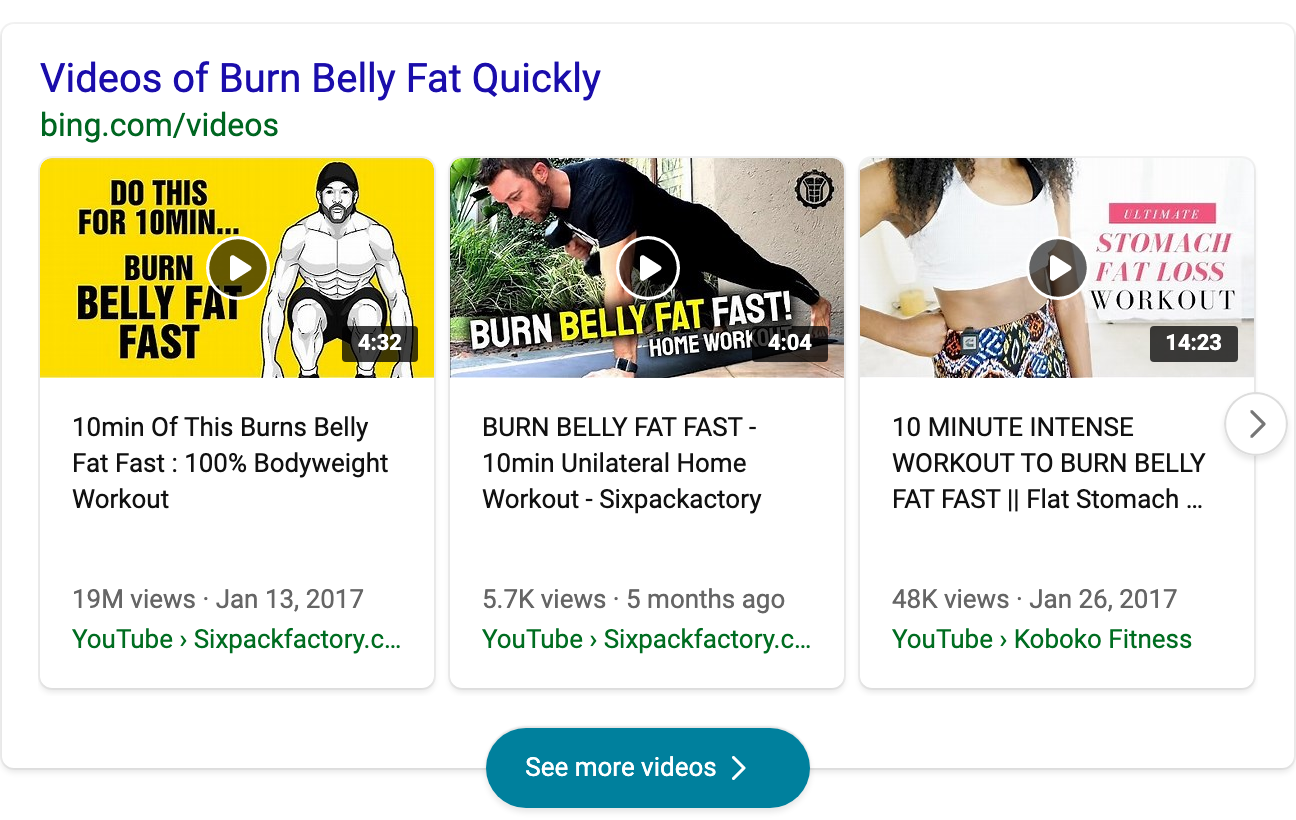 Videos of Burn Belly Fat Quickly
bing.com/videos
DO THIS
FOR 10MIN...
BURN
BELLY FAT
FAST
4:32
10min Of This Burns Belly
Fat Fast : 100% Bodyweight
Workout
19M views · Jan 13, 2017
YouTube › Sixpackfactory.c...
BURN BELLY FAT FAST!
HOME WORK
4:04
BURN BELLY FAT FAST -
10min Unilateral Home
Workout - Sixpackactory
5.7K views · 5 months ago
YouTube › Sixpackfactory.c...
ULTIMATE
STOMACH
FAT LOSS
WORKOUT
14:23
10 MINUTE INTENSE
WORKOUT TO BURN BELLY
FAT FAST || Flat Stomach ...
48K views · Jan 26, 2017
YouTube › Koboko Fitness
See more videos